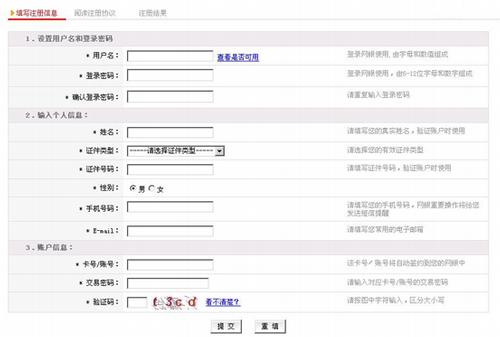 填写注册信息 阅读注册协议 注册结果
1．设置用户名和登录密码
* 用户名： 查看是否可用 登录网银使用，由字母和数值组成
* 登录密码： 登录网银使用，由6-12位字母和数字组成
* 确认登录密码： 请重复输入登录密码
2．输入个人信息：
* 姓名： 请填写您的真实姓名，验证账户时使用
* 证件类型： -----请选择证件类型----- 请选择您的有效证件类型
* 证件号码： 请填写证件号码，验证账户时使用
* 性别： 男 女
* 手机号码： 请填写您的手机号码，网银重要操作将给您
发送短信提醒
* E-mail： 请填写您常用的电子邮箱
3．账户信息：
* 卡号/账号： 该卡号/账号将自动签约到您的网银中
* 交易密码： 请输入对应卡号/账号的交易密码
* 验证码： t3cd 看不清楚？ 请按图中字符输入，区分大小写
提 交 重 填